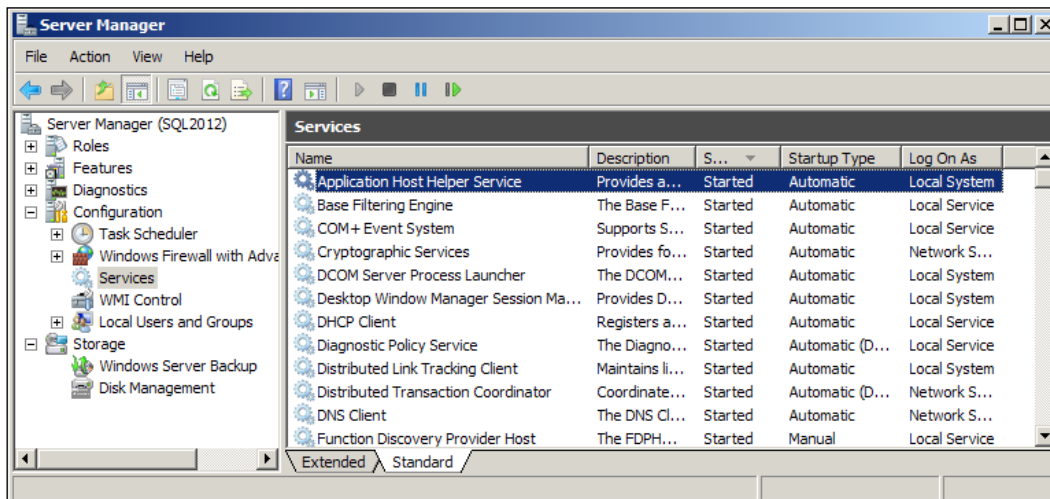 Server Manager
File Action View Help
Server Manager (SQL2012)
Roles
Features
Diagnostics
Configuration
Task Scheduler
Windows Firewall with Adva
Services
WMI Control
Local Users and Groups
Storage
Windows Server Backup
Disk Management
Services
Name Description S... Startup Type Log On As
Application Host Helper Service Provides a... Started Automatic Local System
Base Filtering Engine The Base F... Started Automatic Local Service
COM+ Event System Supports S... Started Automatic Local Service
Cryptographic Services Provides fo... Started Automatic Network S...
DCOM Server Process Launcher The DCOM... Started Automatic Local System
Desktop Window Manager Session Ma... Provides D... Started Automatic Local System
DHCP Client Registers a... Started Automatic Local Service
Diagnostic Policy Service The Diagno... Started Automatic (D... Local Service
Distributed Link Tracking Client Maintains li... Started Automatic Local System
Distributed Transaction Coordinator Coordinate... Started Automatic (D... Network S...
DNS Client The DNS Cl... Started Automatic Network S...
Function Discovery Provider Host The FDPH... Started Manual Local Service
Extended Standard